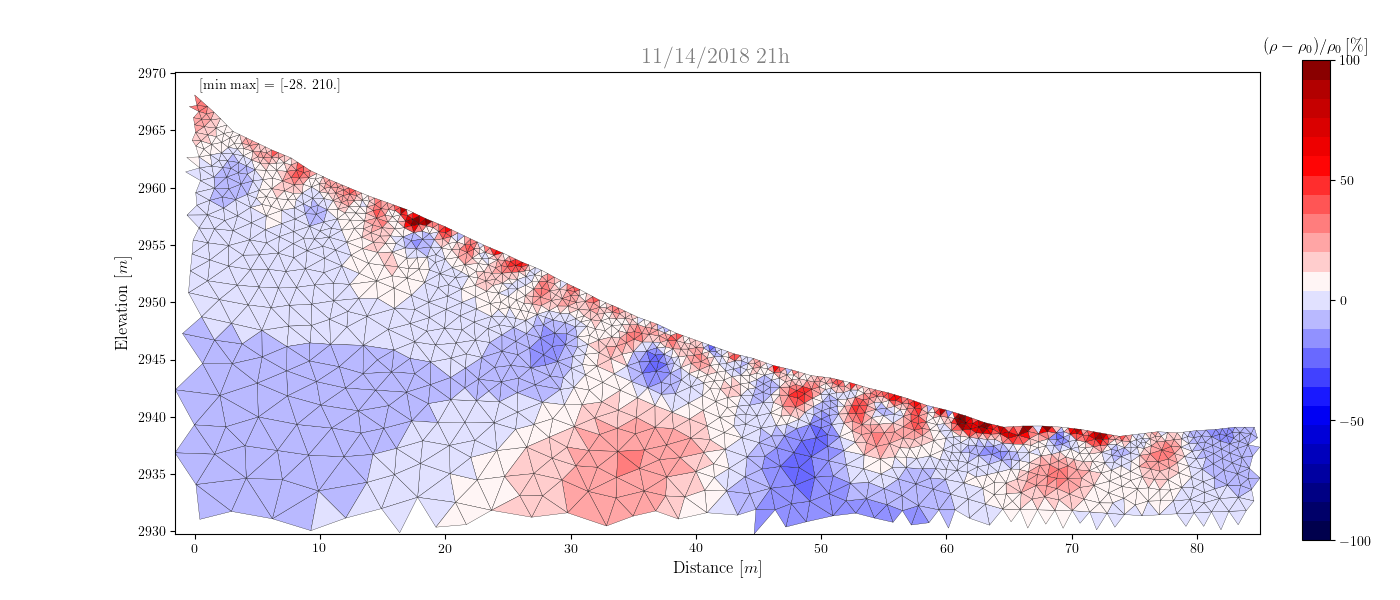 11/14/2018 21h
(ρ − ρ₀)/ρ₀ [%]
[min max] = [-28. 210.]
2970
2965
2960
2955
2950
2945
2940
2935
2930
Elevation [m]
0 10 20 30 40 50 60 70 80
Distance [m]
100
50
0
−50
−100